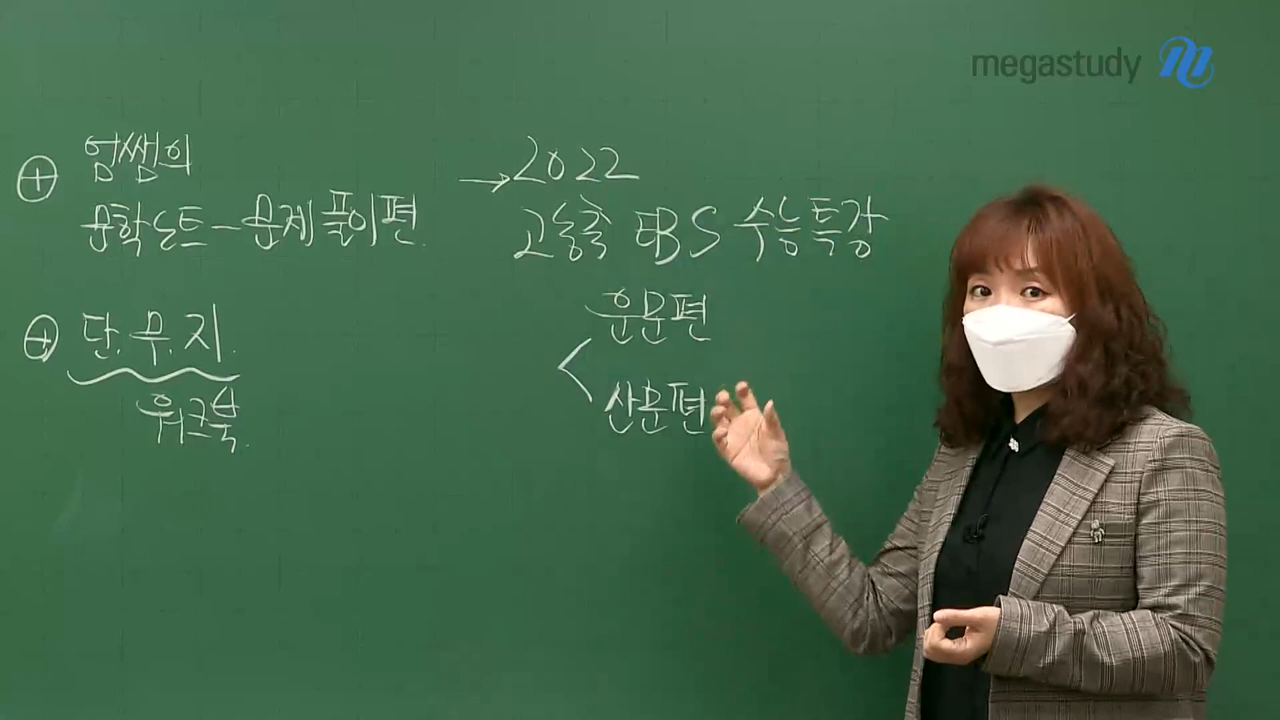 megastudy
⊕ 엄쌤의
문학노트-문제풀이편.
⊕ 단.무.지.
워크북.
→2022
고농축 EBS 수능특강
운문편
산문편